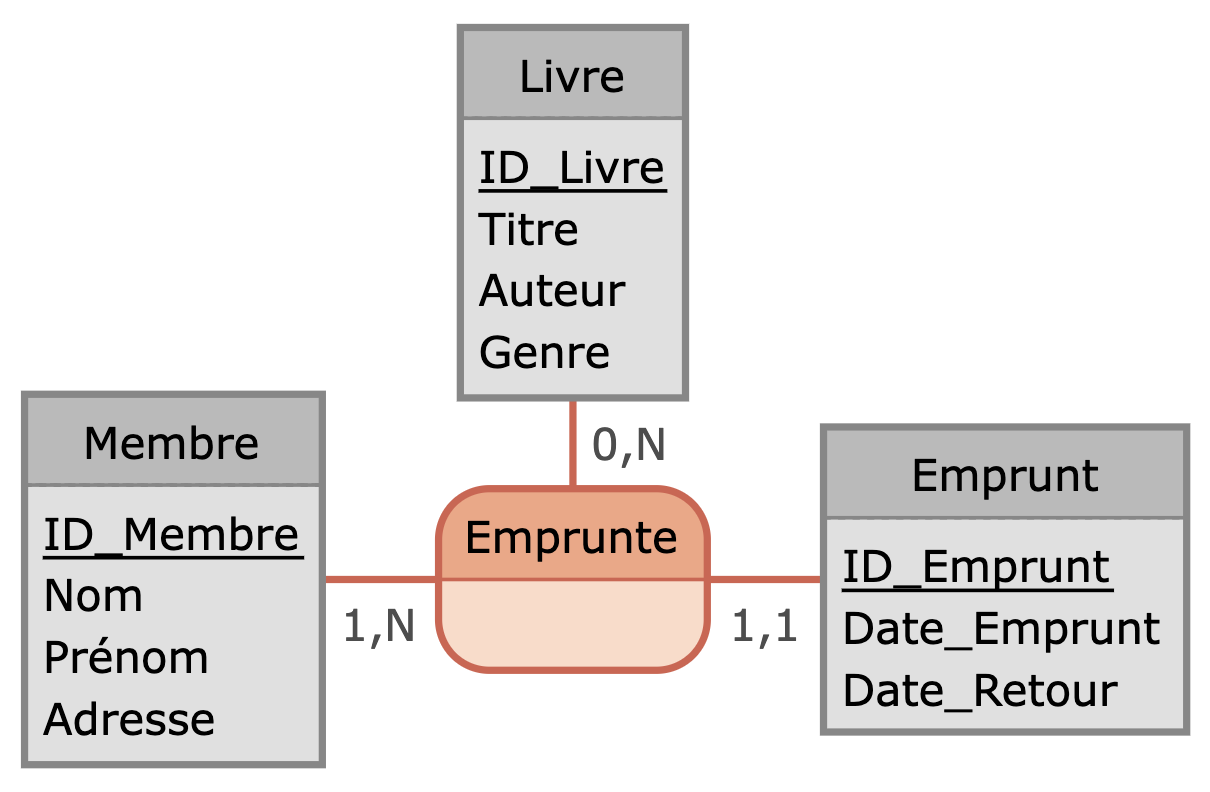 Livre
ID_Livre
Titre
Auteur
Genre
0,N
Membre
ID_Membre
Nom
Prénom
Adresse
1,N
Emprunte
1,1
Emprunt
ID_Emprunt
Date_Emprunt
Date_Retour